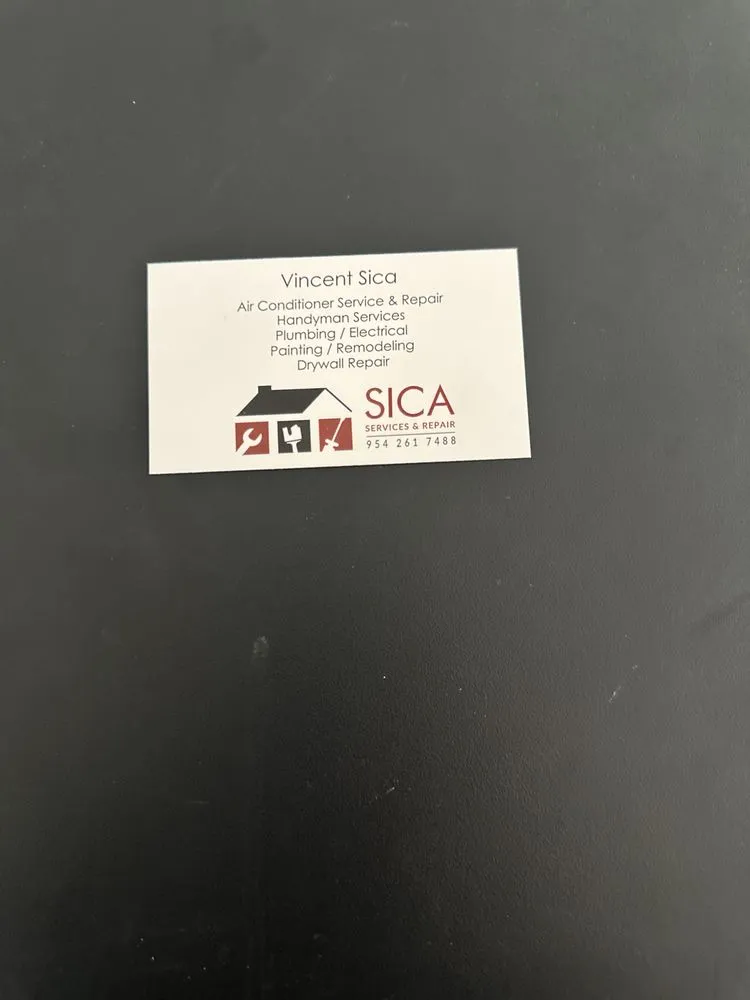 Vincent Sica
Air Conditioner Service & Repair
Handyman Services
Plumbing / Electrical
Painting / Remodeling
Drywall Repair
SICA
SERVICES & REPAIR
954 261 7488